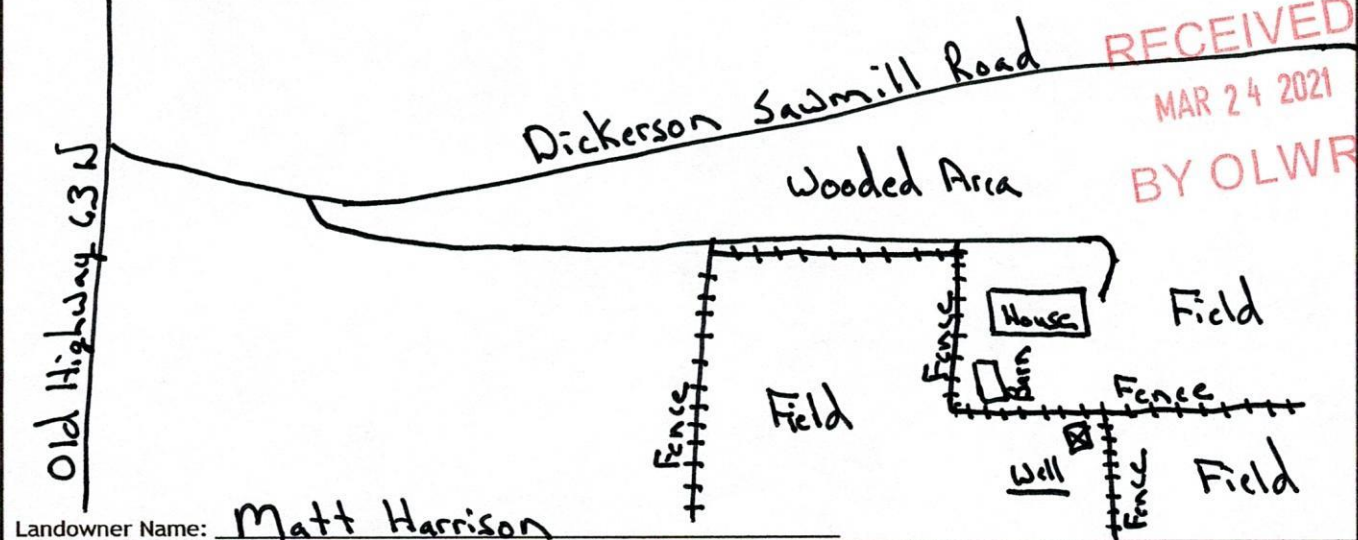 RECEIVED
MAR 24 2021
BY OLWR
Dickerson Sawmill Road
Wooded Area
Old Highway 63 N
House
Field
Fence
Barn
Fence
Fence
Field
Well
Fence
Field
Landowner Name: Matt Harrison